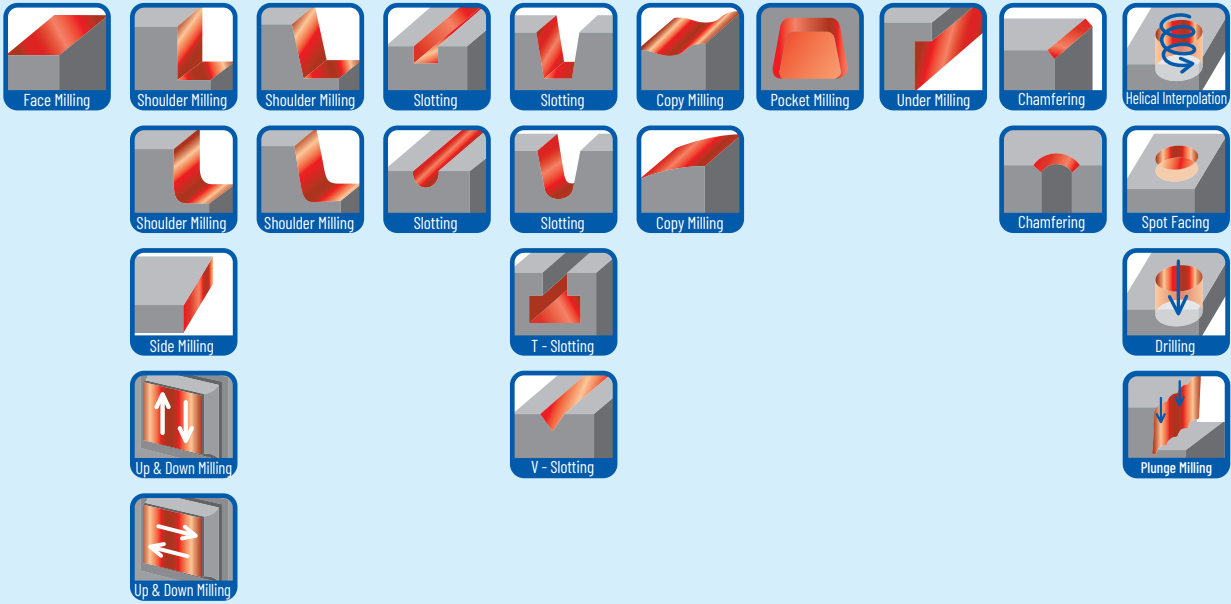 Face Milling
Shoulder Milling
Shoulder Milling
Slotting
Slotting
Copy Milling
Pocket Milling
Under Milling
Chamfering
Helical Interpolation
Shoulder Milling
Shoulder Milling
Slotting
Slotting
Copy Milling
Chamfering
Spot Facing
Side Milling
T - Slotting
Drilling
Up & Down Milling
V - Slotting
Plunge Milling
Up & Down Milling